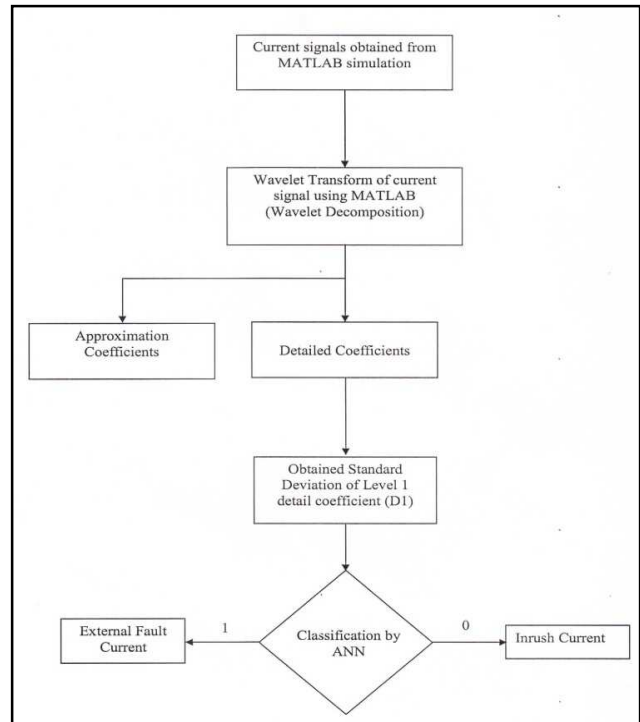 Current signals obtained from
MATLAB simulation
Wavelet Transform of current
signal using MATLAB
(Wavelet Decomposition)
Approximation
Coefficients
Detailed Coefficients
Obtained Standard
Deviation of Level 1
detail coefficient (D1)
External Fault
Current
1
Classification by
ANN
0
Inrush Current